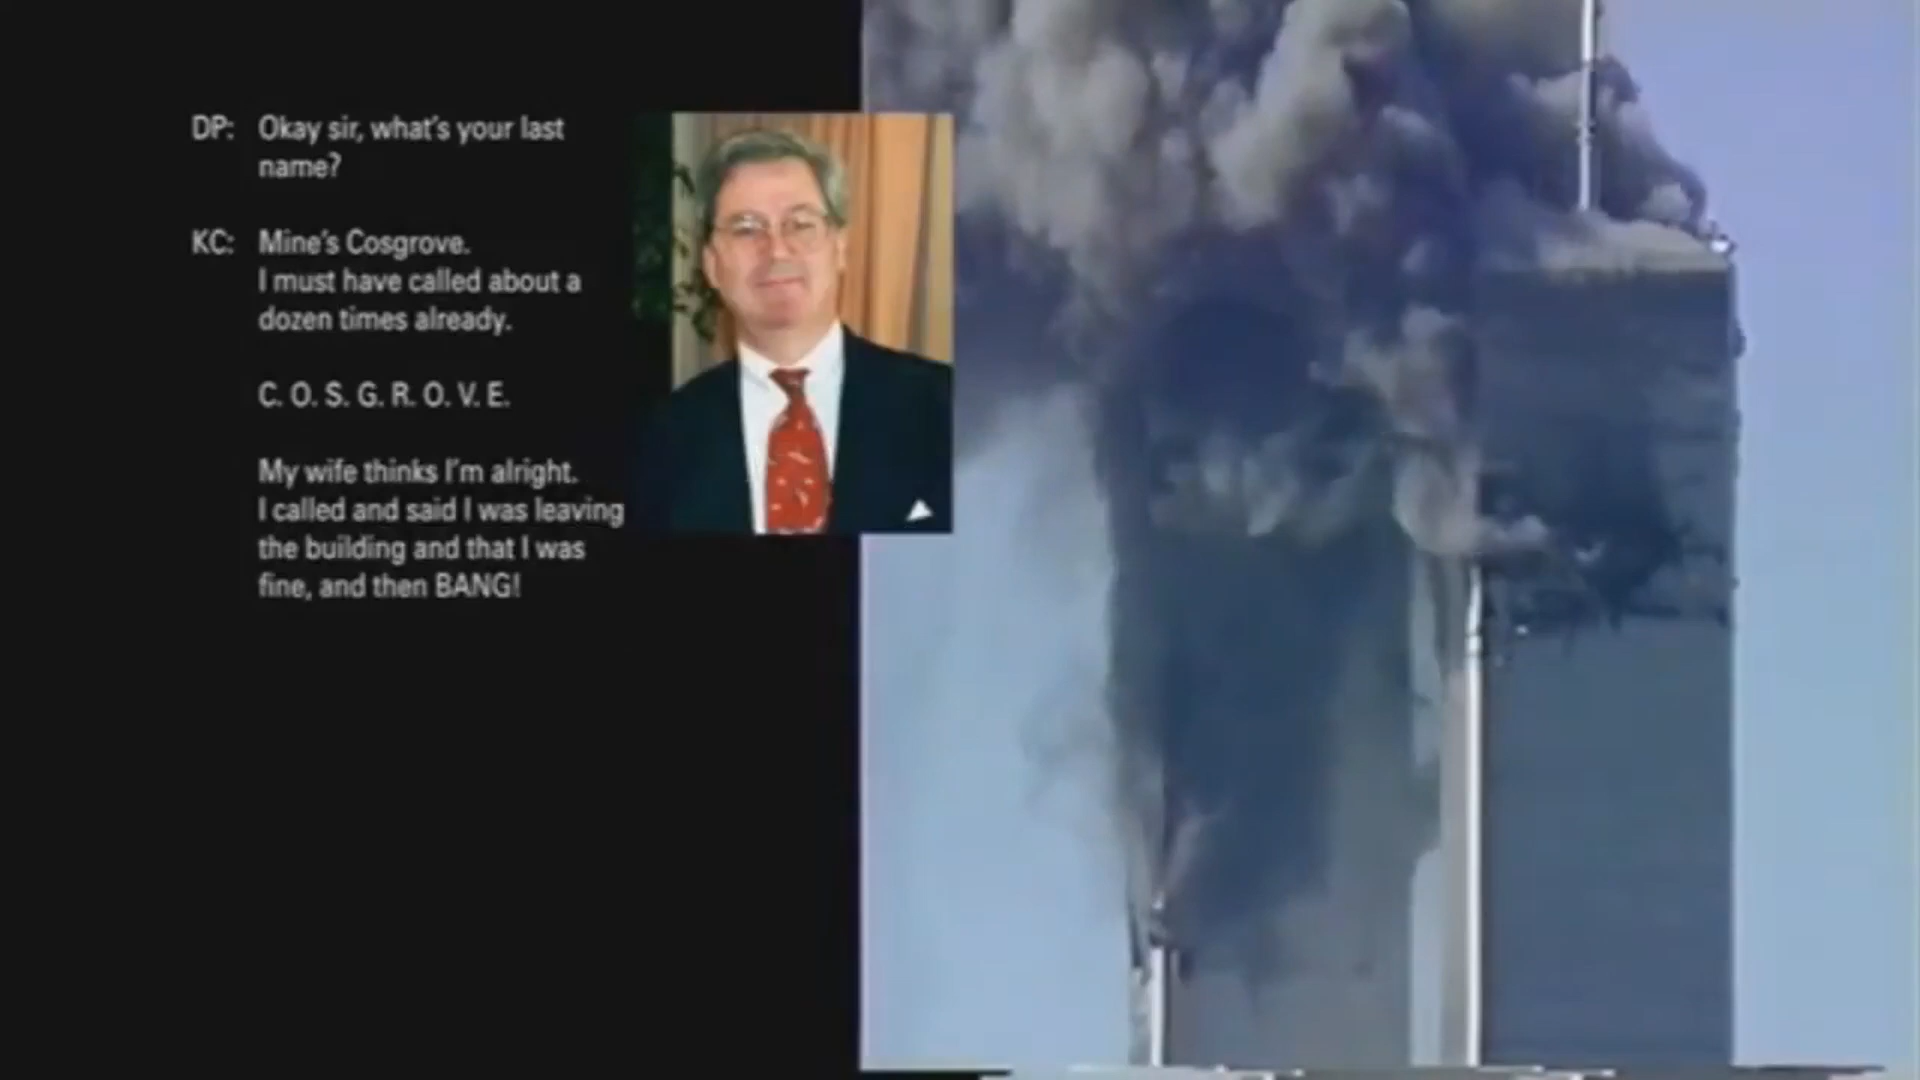 DP: Okay sir, what's your last
name?
KC: Mine's Cosgrove.
I must have called about a
dozen times already.
C. O. S. G. R. O. V. E.
My wife thinks I'm alright.
I called and said I was leaving
the building and that I was
fine, and then BANG!